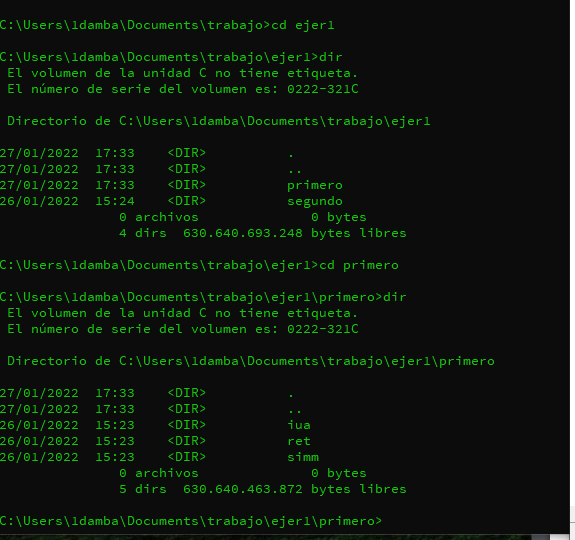 C:\Users\1damba\Documents\trabajo>cd ejer1
C:\Users\1damba\Documents\trabajo\ejer1>dir
El volumen de la unidad C no tiene etiqueta.
El número de serie del volumen es: 0222-321C
Directorio de C:\Users\1damba\Documents\trabajo\ejer1
27/01/2022  17:33    <DIR>          .
27/01/2022  17:33    <DIR>          ..
27/01/2022  17:33    <DIR>          primero
26/01/2022  15:24    <DIR>          segundo
0 archivos              0 bytes
4 dirs  630.640.693.248 bytes libres
C:\Users\1damba\Documents\trabajo\ejer1>cd primero
C:\Users\1damba\Documents\trabajo\ejer1\primero>dir
El volumen de la unidad C no tiene etiqueta.
El número de serie del volumen es: 0222-321C
Directorio de C:\Users\1damba\Documents\trabajo\ejer1\primero
27/01/2022  17:33    <DIR>          .
27/01/2022  17:33    <DIR>          ..
26/01/2022  15:23    <DIR>          iua
26/01/2022  15:23    <DIR>          ret
26/01/2022  15:23    <DIR>          simm
0 archivos              0 bytes
5 dirs  630.640.463.872 bytes libres
C:\Users\1damba\Documents\trabajo\ejer1\primero>